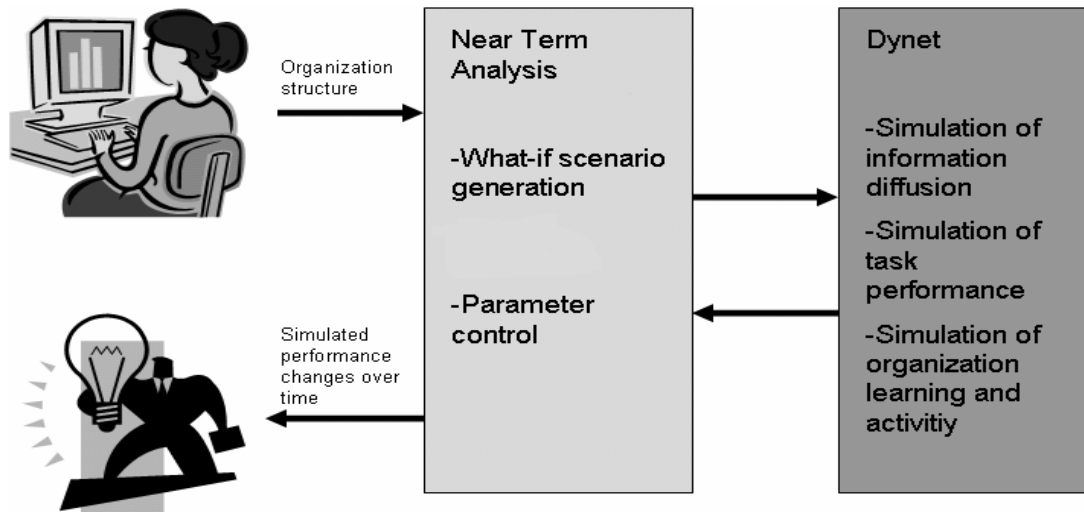 Organization
structure
Near Term
Analysis
-What-if scenario
generation
-Parameter
control
Simulated
performance
changes over
time
Dynet
-Simulation of
information
diffusion
-Simulation of
task
performance
-Simulation of
organization
learning and
activitiy